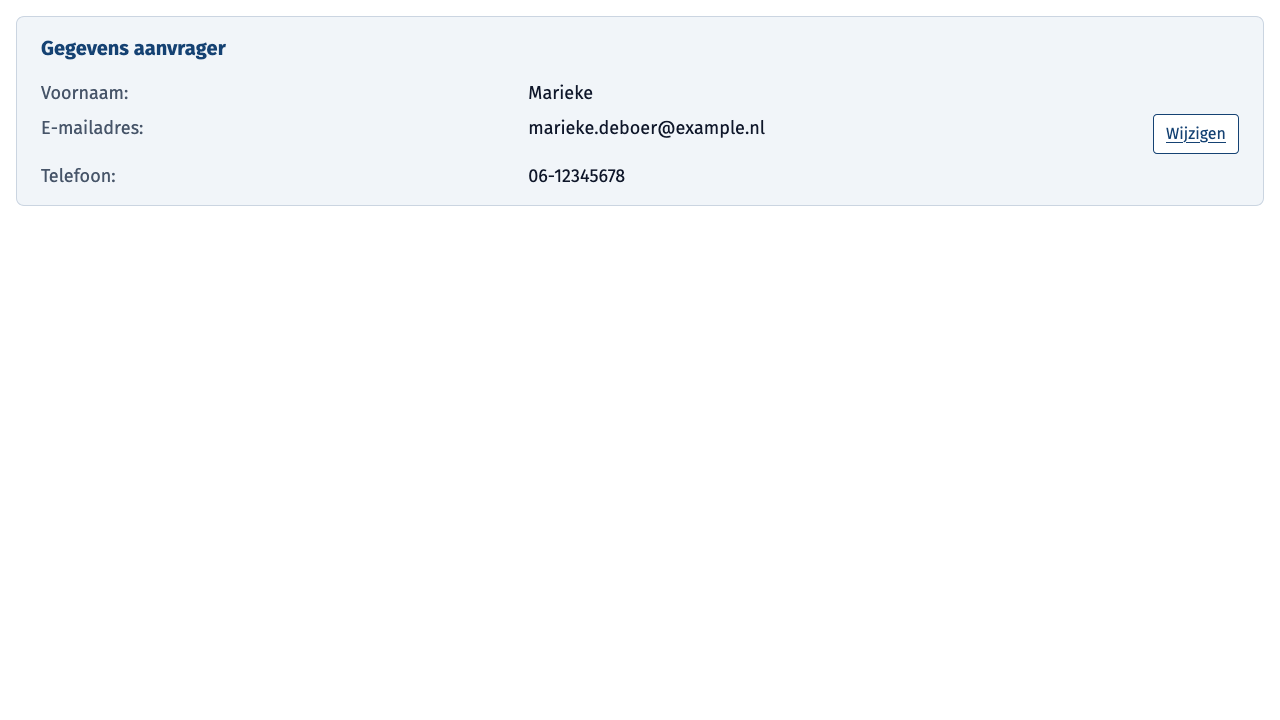 Gegevens aanvrager
Voornaam: Marieke
E-mailadres: marieke.deboer@example.nl Wijzigen
Telefoon: 06-12345678